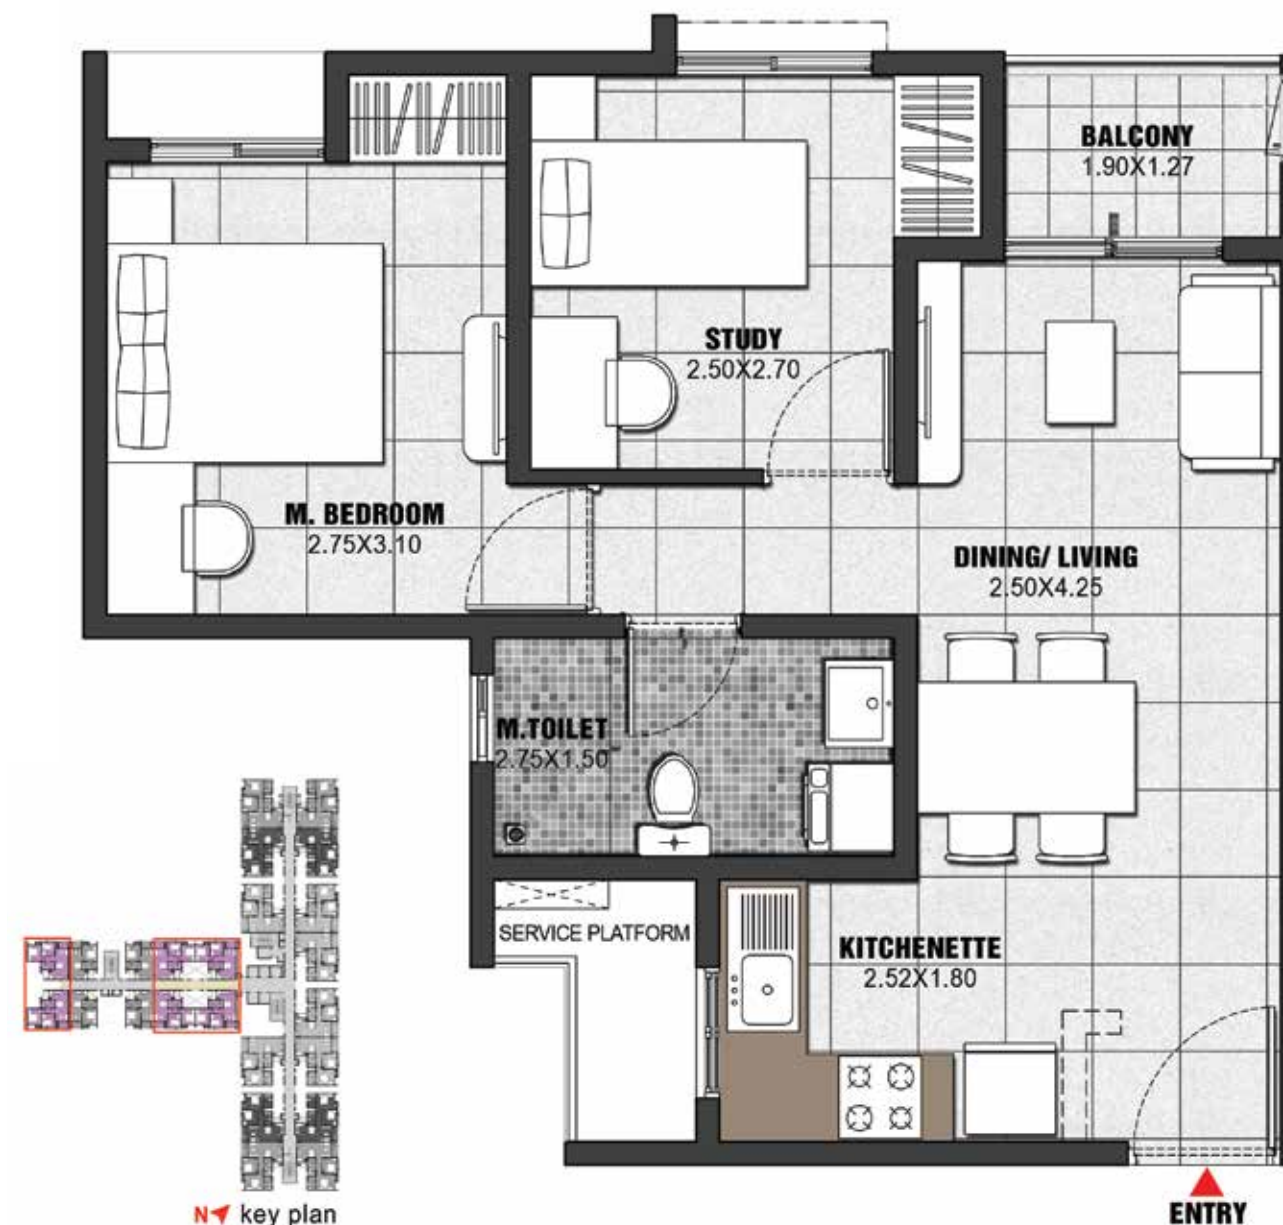 BALCONY
1.90X1.27
STUDY
2.50X2.70
M. BEDROOM
2.75X3.10
DINING/ LIVING
2.50X4.25
M.TOILET
2.75X1.50
SERVICE PLATFORM
KITCHENETTE
2.52X1.80
N key plan
ENTRY